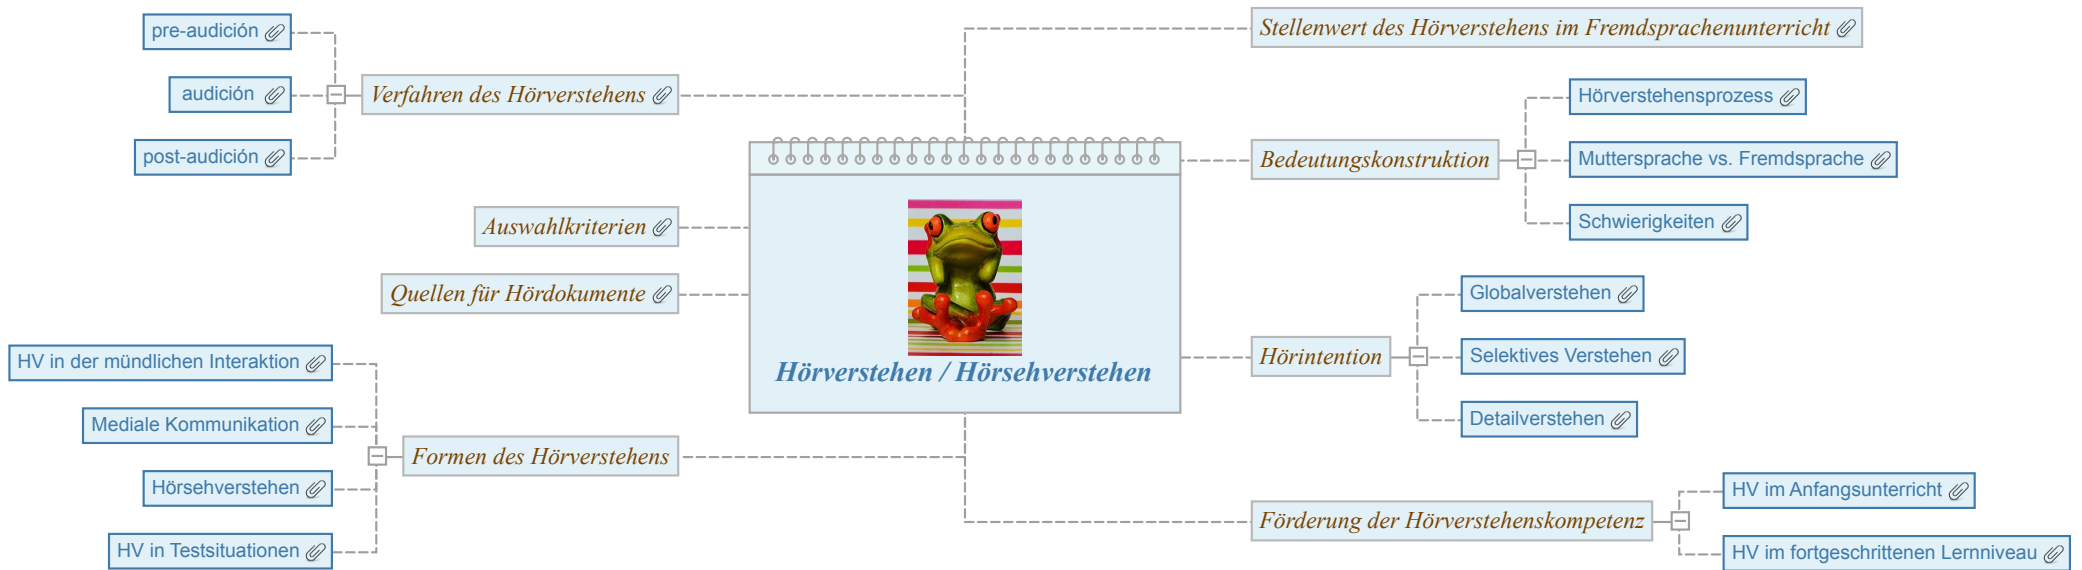 pre-audición
audición
post-audición
Verfahren des Hörverstehens
Auswahlkriterien
Quellen für Hördokumente
HV in der mündlichen Interaktion
Mediale Kommunikation
Hörsehverstehen
HV in Testsituationen
Formen des Hörverstehens
Hörverstehen / Hörsehverstehen
Stellenwert des Hörverstehens im Fremdsprachenunterricht
Bedeutungskonstruktion
Hörverstehensprozess
Muttersprache vs. Fremdsprache
Schwierigkeiten
Hörintention
Globalverstehen
Selektives Verstehen
Detailverstehen
Förderung der Hörverstehenskompetenz
HV im Anfangsunterricht
HV im fortgeschrittenen Lernniveau